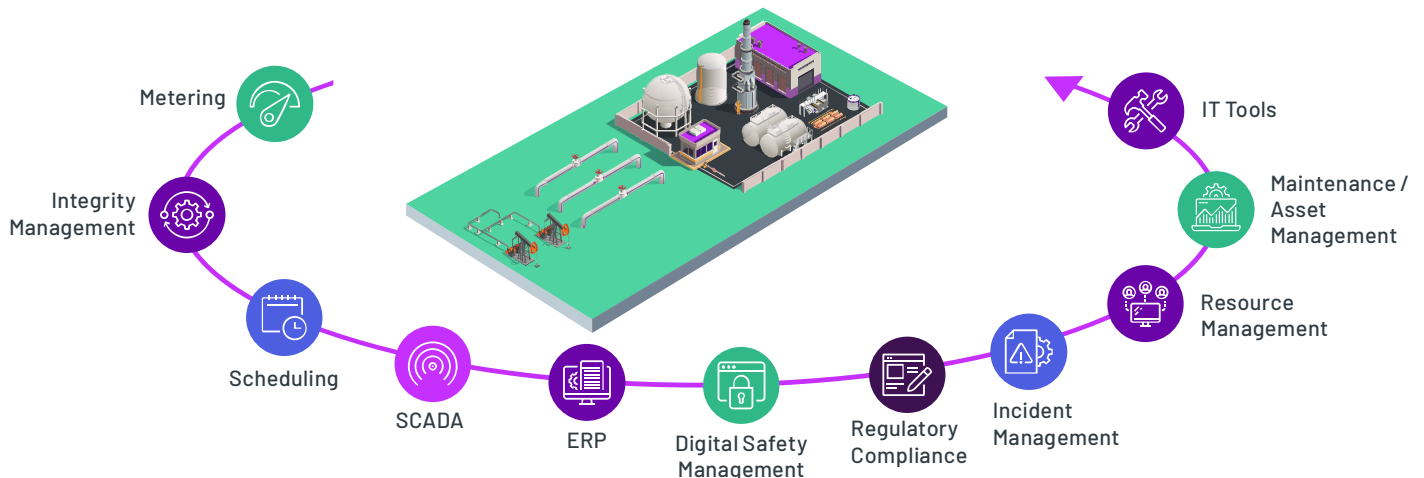 Metering
Integrity
Management
Scheduling
SCADA
ERP
Digital Safety
Management
Regulatory
Compliance
Incident
Management
Resource
Management
Maintenance /
Asset
Management
IT Tools